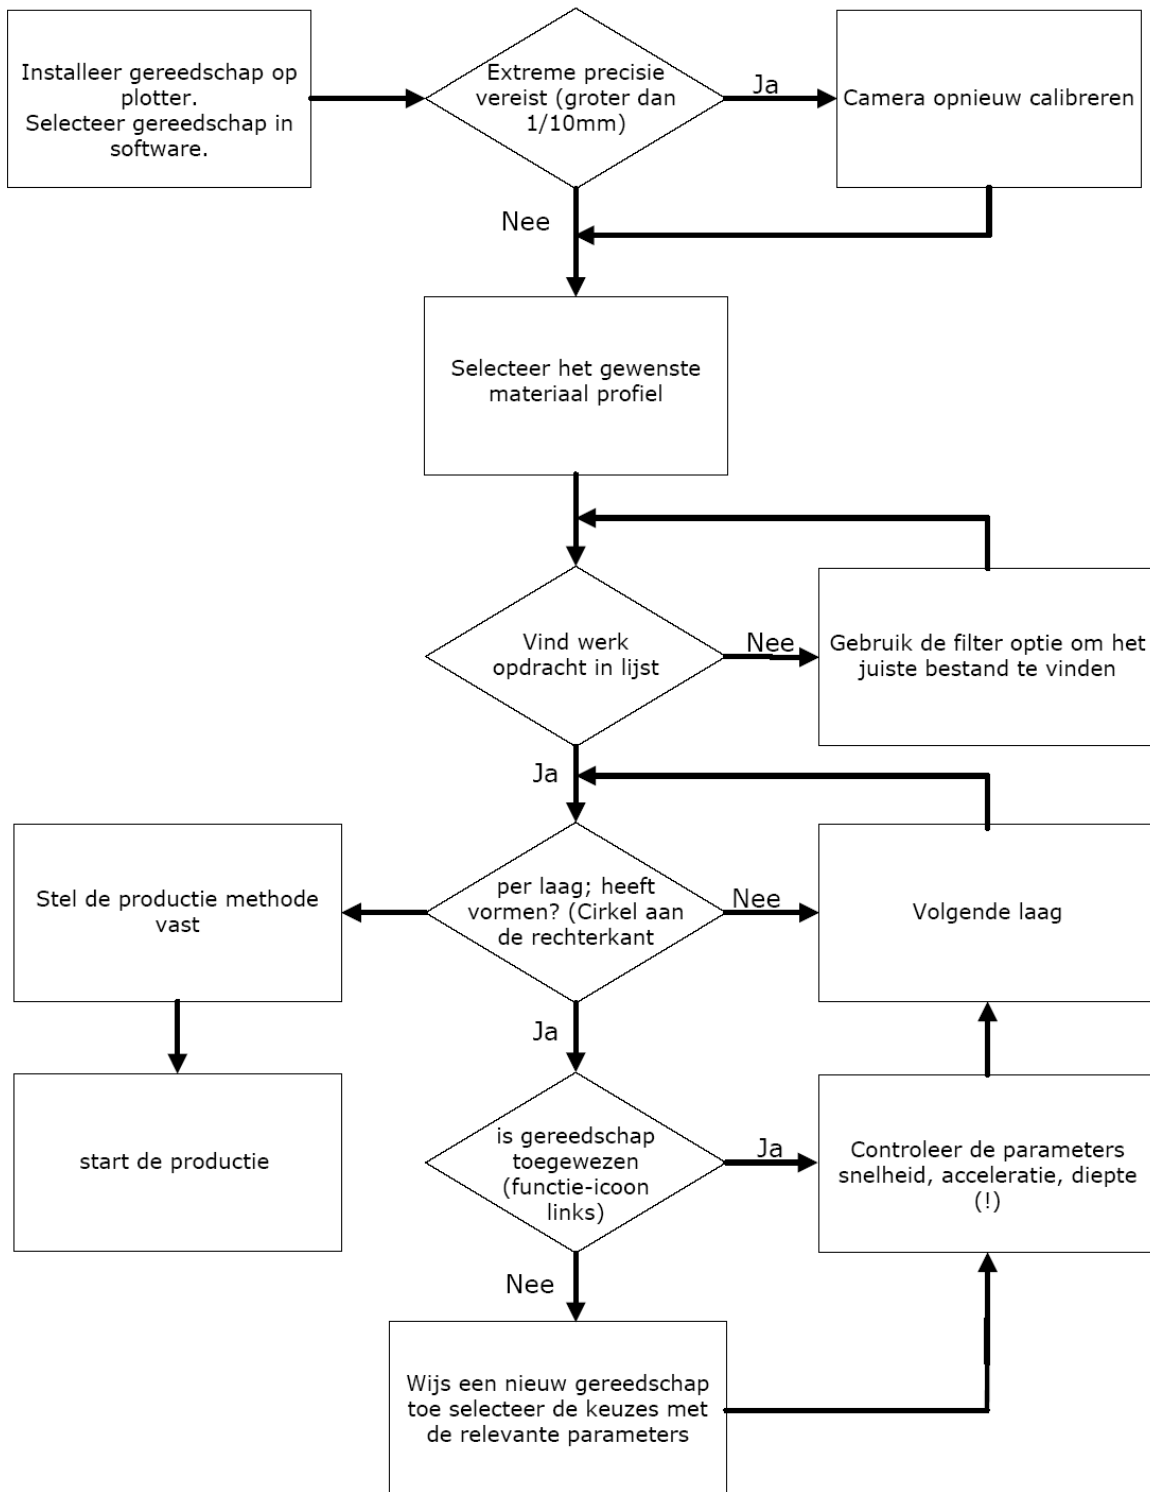 Installeer gereedschap op
plotter.
Selecteer gereedschap in
software.
Extreme precisie
vereist (groter dan
1/10mm)
Ja
Camera opnieuw calibreren
Nee
Selecteer het gewenste
materiaal profiel
Vind werk
opdracht in lijst
Nee
Gebruik de filter optie om het
juiste bestand te vinden
Ja
Stel de productie methode
vast
per laag; heeft
vormen? (Cirkel aan
de rechterkant
Nee
Volgende laag
Ja
start de productie
is gereedschap
toegewezen
(functie-icoon
links)
Ja
Controleer de parameters
snelheid, acceleratie, diepte
(!)
Nee
Wijs een nieuw gereedschap
toe selecteer de keuzes met
de relevante parameters